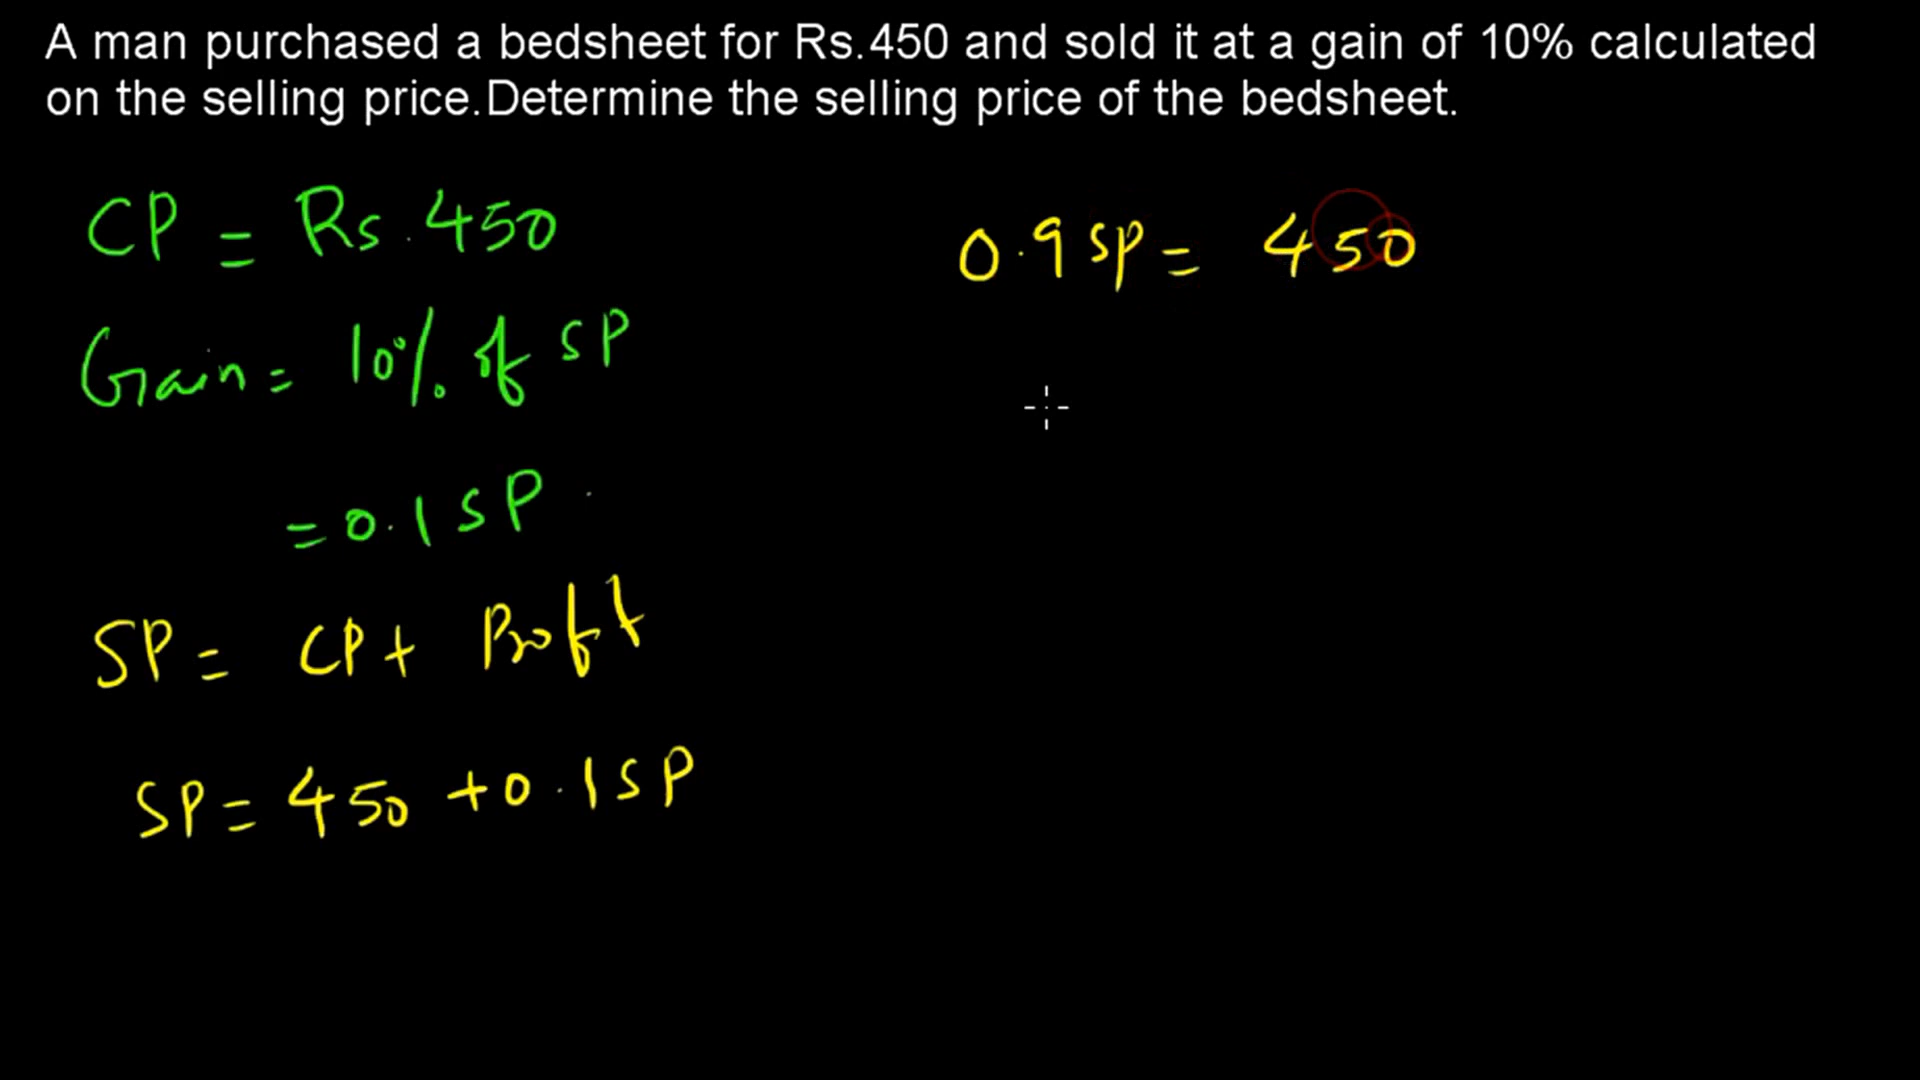 A man purchased a bedsheet for Rs.450 and sold it at a gain of 10% calculated
on the selling price.Determine the selling price of the bedsheet.
CP = Rs.450
Gain = 10% of SP
= 0.1 SP
SP = CP + Profit
SP = 450 + 0.1 SP
0.9 SP = 450